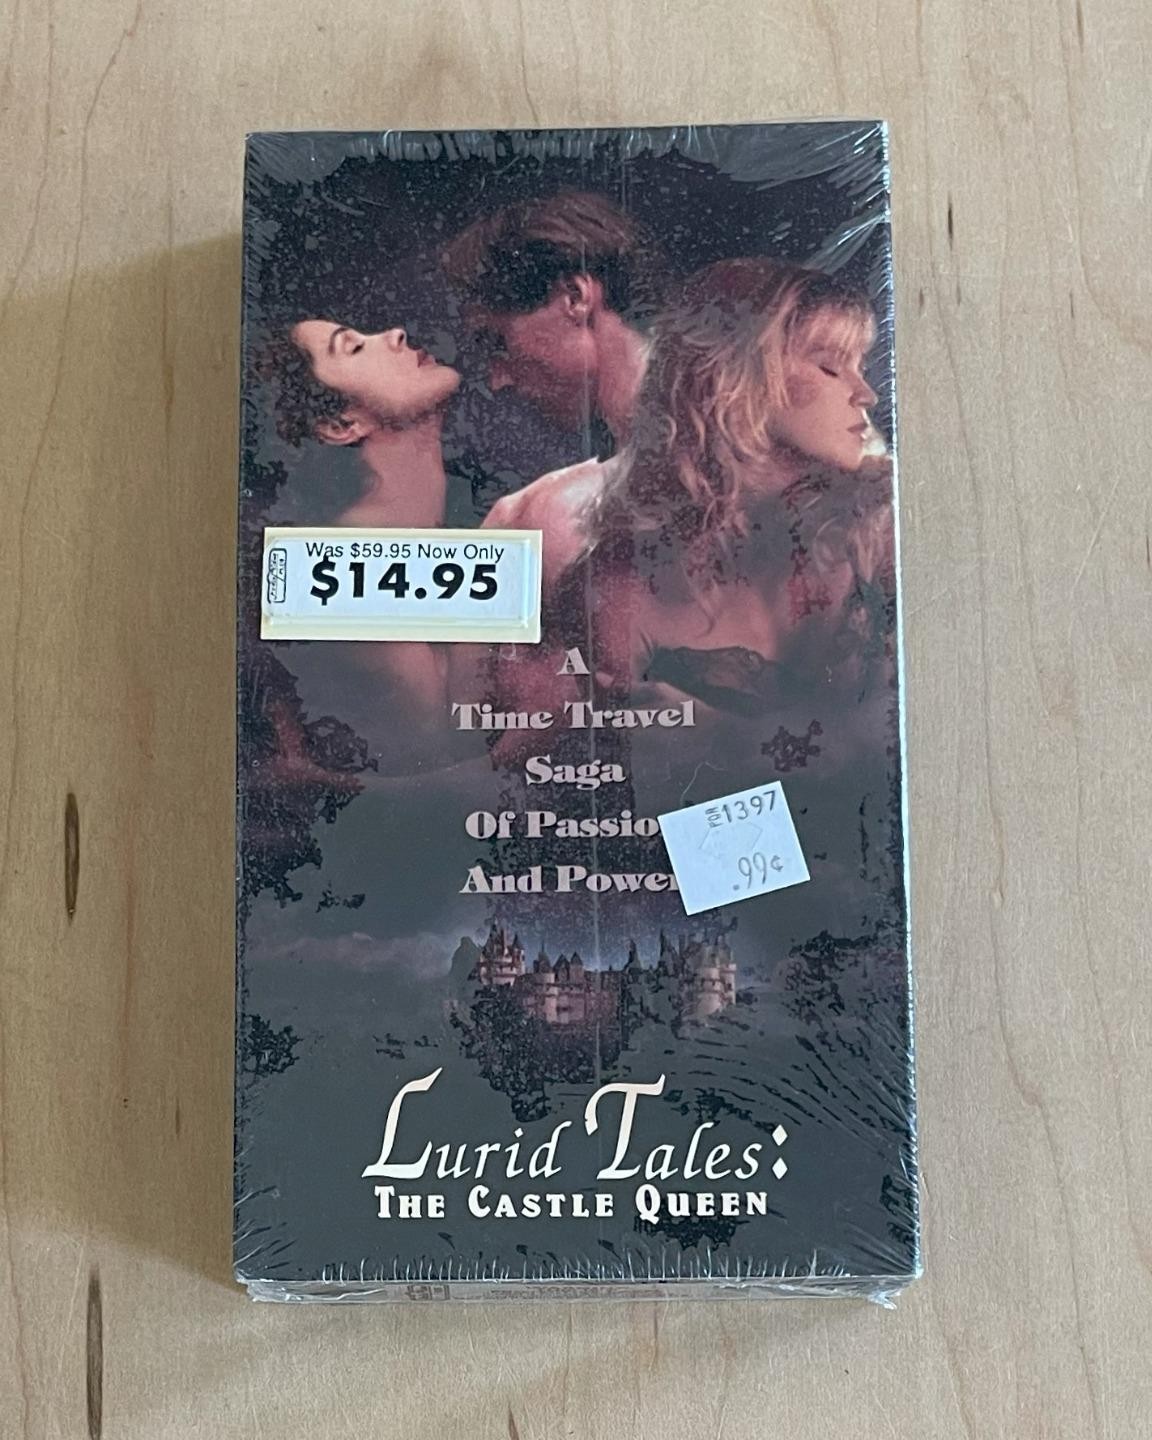 Was $59.95 Now Only
$14.95
A
Time Travel
Saga
Of Passio
And Power
1397
.99¢
Lurid Tales:
THE CASTLE QUEEN